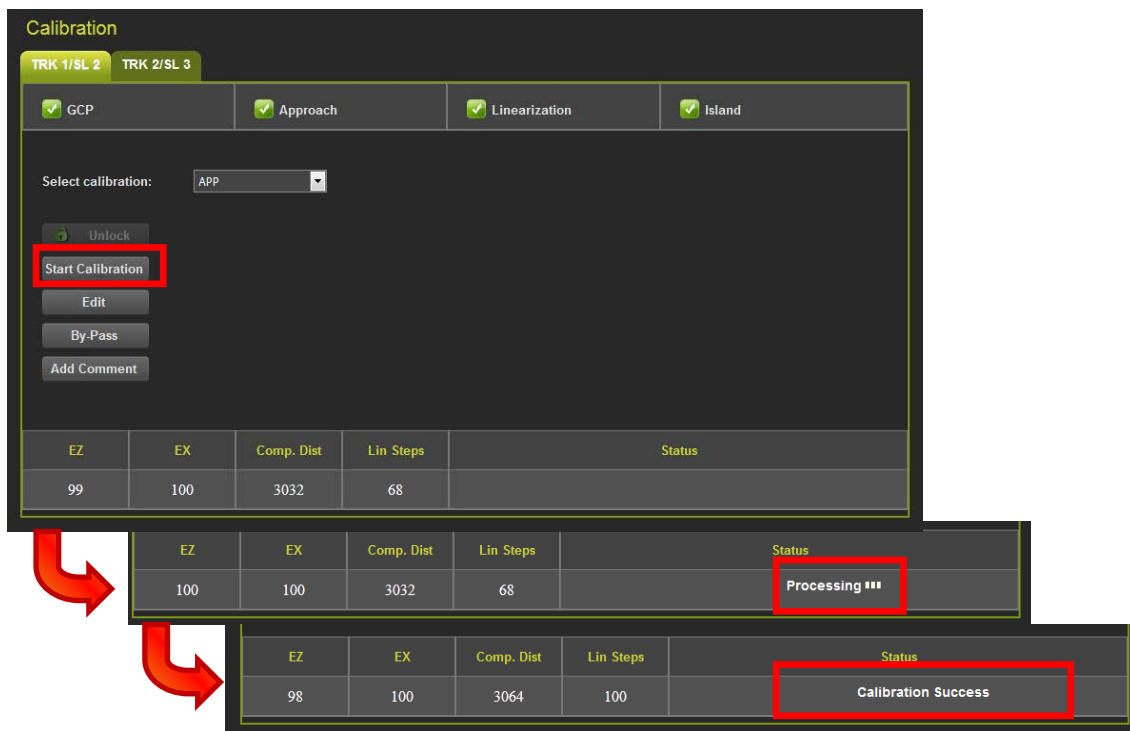 Calibration
TRK 1/SL 2 TRK 2/SL 3
GCP Approach Linearization Island
Select calibration: APP
Unlock
Start Calibration
Edit
By-Pass
Add Comment
EZ EX Comp. Dist Lin Steps Status
99 100 3032 68
EZ EX Comp. Dist Lin Steps Status
100 100 3032 68 Processing
EZ EX Comp. Dist Lin Steps Status
98 100 3064 100 Calibration Success